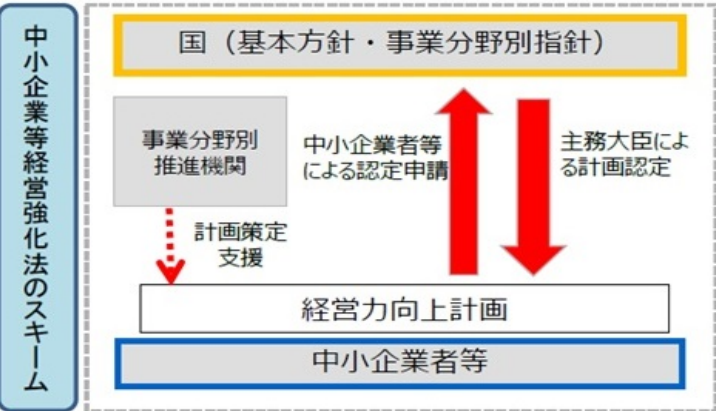 中小企業等経営強化法のスキーム
国（基本方針・事業分野別指針）
事業分野別
推進機関
中小企業者等
による認定申請
主務大臣によ
る計画認定
計画策定
支援
経営力向上計画
中小企業者等